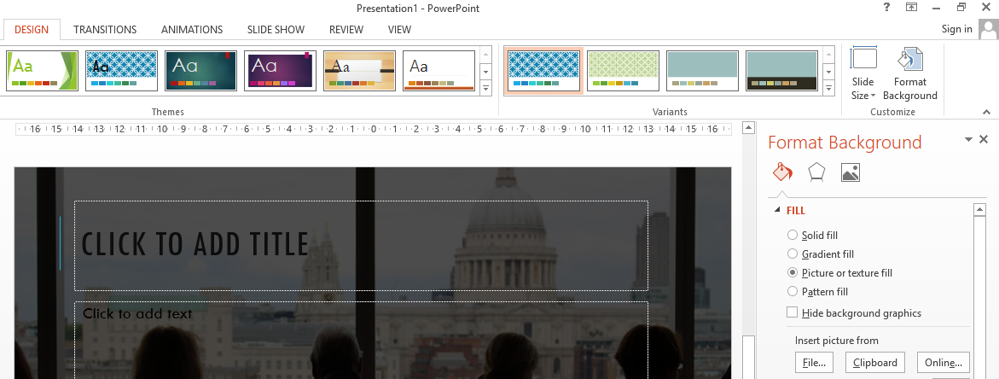 Presentation1 - PowerPoint
?
DESIGN TRANSITIONS ANIMATIONS SLIDE SHOW REVIEW VIEW Sign in
Aa Aa Aa Aa Aa Aa
Slide Size
Format Background
Themes Variants Customize
16 15 14 13 12 11 10 9 8 7 6 5 4 3 2 1 0 1 2 3 4 5 6 7 8 9 10 11 12 13 14 15 16
Format Background
FILL
Solid fill
Gradient fill
Picture or texture fill
Pattern fill
Hide background graphics
Insert picture from
File... Clipboard Online...
CLICK TO ADD TITLE
Click to add text